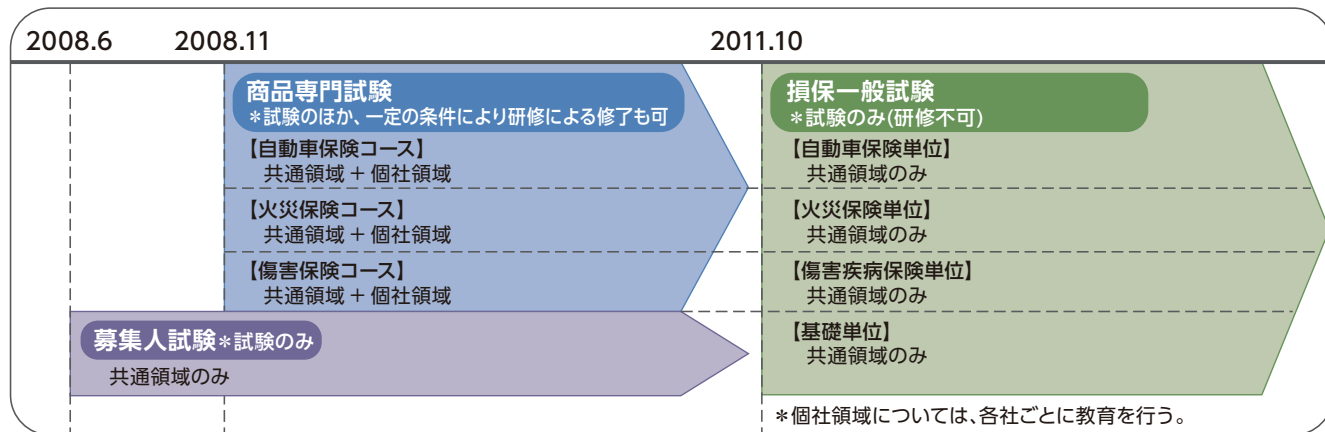 2008.6
2008.11
2011.10
商品専門試験
*試験のほか、一定の条件により研修による修了も可
【自動車保険コース】
共通領域 + 個社領域
【火災保険コース】
共通領域 + 個社領域
【傷害保険コース】
共通領域 + 個社領域
募集人試験*試験のみ
共通領域のみ
損保一般試験
*試験のみ(研修不可)
【自動車保険単位】
共通領域のみ
【火災保険単位】
共通領域のみ
【傷害疾病保険単位】
共通領域のみ
【基礎単位】
共通領域のみ
*個社領域については、各社ごとに教育を行う。